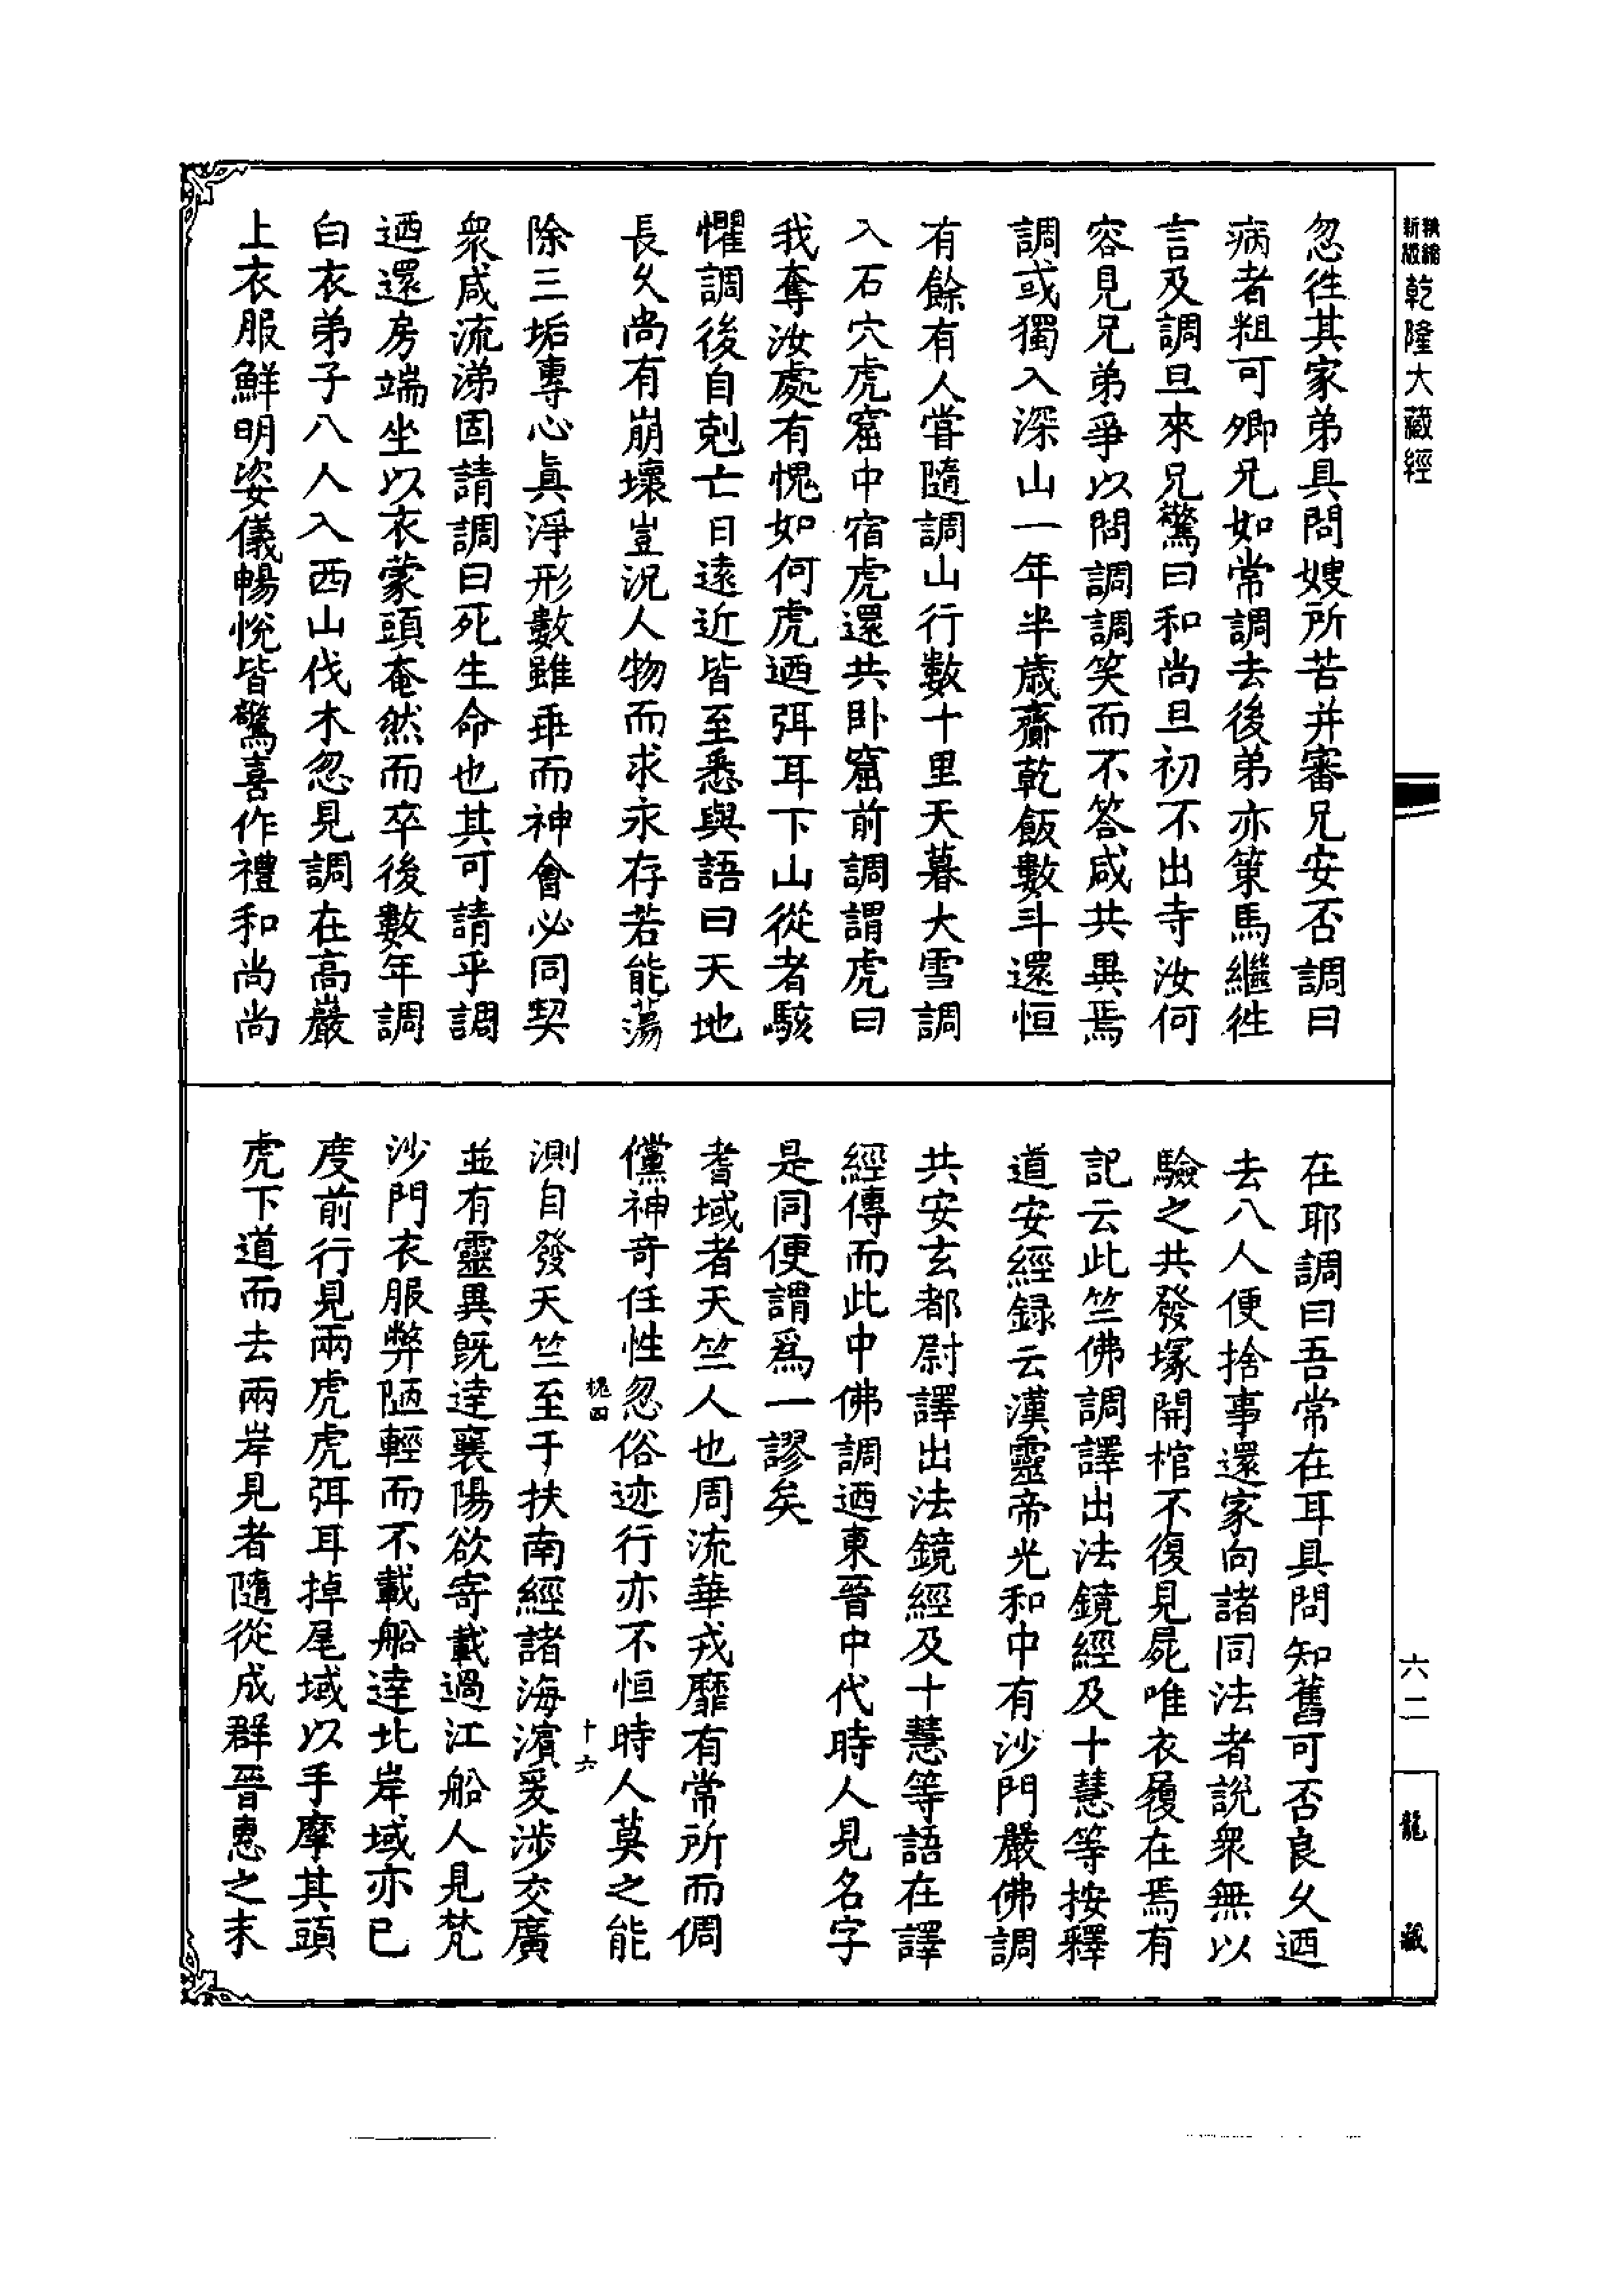 新版
乾隆大藏經
六二
龍藏
忽徃其家弟具問嫂所苦并審兄安否調曰
病者粗可卿兄如常調去後弟亦策馬繼徃
言及調旦來兄驚曰和尚旦初不出寺汝何
容見兄弟爭以問調調笑而不答咸共異焉
調或獨入深山一年半歳齋乾飯數斗還恒
有餘有人甞隨調山行數十里天暮大雪調
入石穴虎窟中宿虎還共卧窟前調謂虎曰
我奪汝處有愧如何虎迺弭耳下山從者駭
懼調後自剋亡日遠近皆至悉與語曰天地
長久尚有崩壞豈況人物而求永存若能蕩
除三垢專心眞淨形數雖乖而神會必同契
衆咸流涕固請調曰死生命也其可請乎調
迺還房端坐以衣蒙頭奄然而卒後數年調
白衣弟子八人入西山伐木忽見調在高巖
上衣服鮮明姿儀暢悅皆驚喜作禮和尚尚
在耶調曰吾常在耳具問知舊可否良久迺
去八人便捨事還家向諸同法者説衆無以
驗之共發塚開棺不復見屍唯衣履在焉有
記云此竺佛調譯出法鏡經及十慧等按釋
道安經録云漢靈帝光和中有沙門嚴佛調
共安玄都尉譯出法鏡經及十慧等語在譯
經傳而此中佛調迺東晉中代時人見名字
是同便謂爲一謬矣
耆域者天竺人也周流華戎靡有常所而倜
儻神奇任性忽俗迹行亦不恒時人莫之能
十六
測自發天竺至于扶南經諸海濱爰涉交廣
並有靈異旣達襄陽欲寄載過江船人見梵
沙門衣服弊陋輕而不載船達北岸域亦已
度前行見兩虎虎弭耳掉尾域以手摩其頭
虎下道而去兩岸見者隨從成群晉惠之末